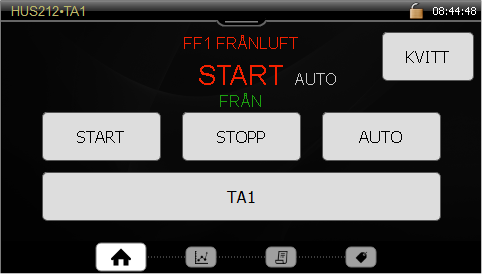 HUS212•TA1 08:44:48
FF1 FRÅNLUFT
KVITT
START AUTO
FRÅN
START STOPP AUTO
TA1